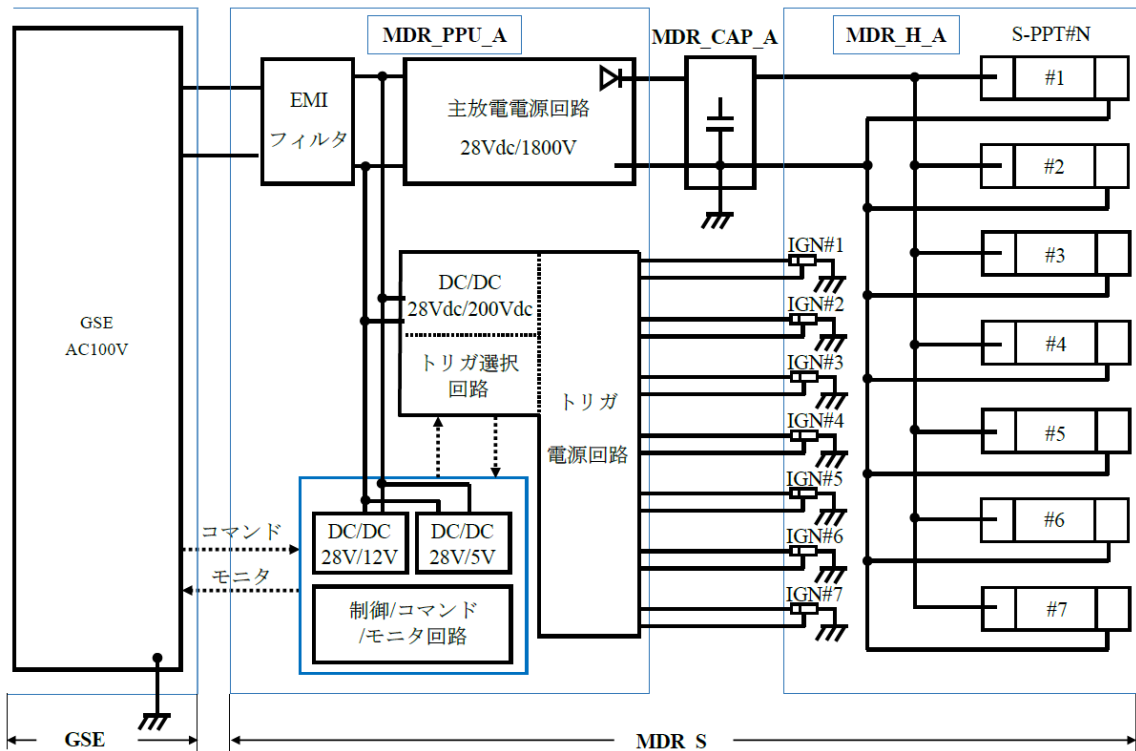 MDR_PPU_A
MDR_CAP_A
MDR_H_A
S-PPT#N
EMI
フィルタ
主放電電源回路
28Vdc/1800V
#1
#2
#3
#4
#5
#6
#7
GSE
AC100V
DC/DC
28Vdc/200Vdc
トリガ選択
回路
トリガ
電源回路
IGN#1
IGN#2
IGN#3
IGN#4
IGN#5
IGN#6
IGN#7
コマンド
モニタ
DC/DC
28V/12V
DC/DC
28V/5V
制御/コマンド
/モニタ回路
GSE
MDR_S